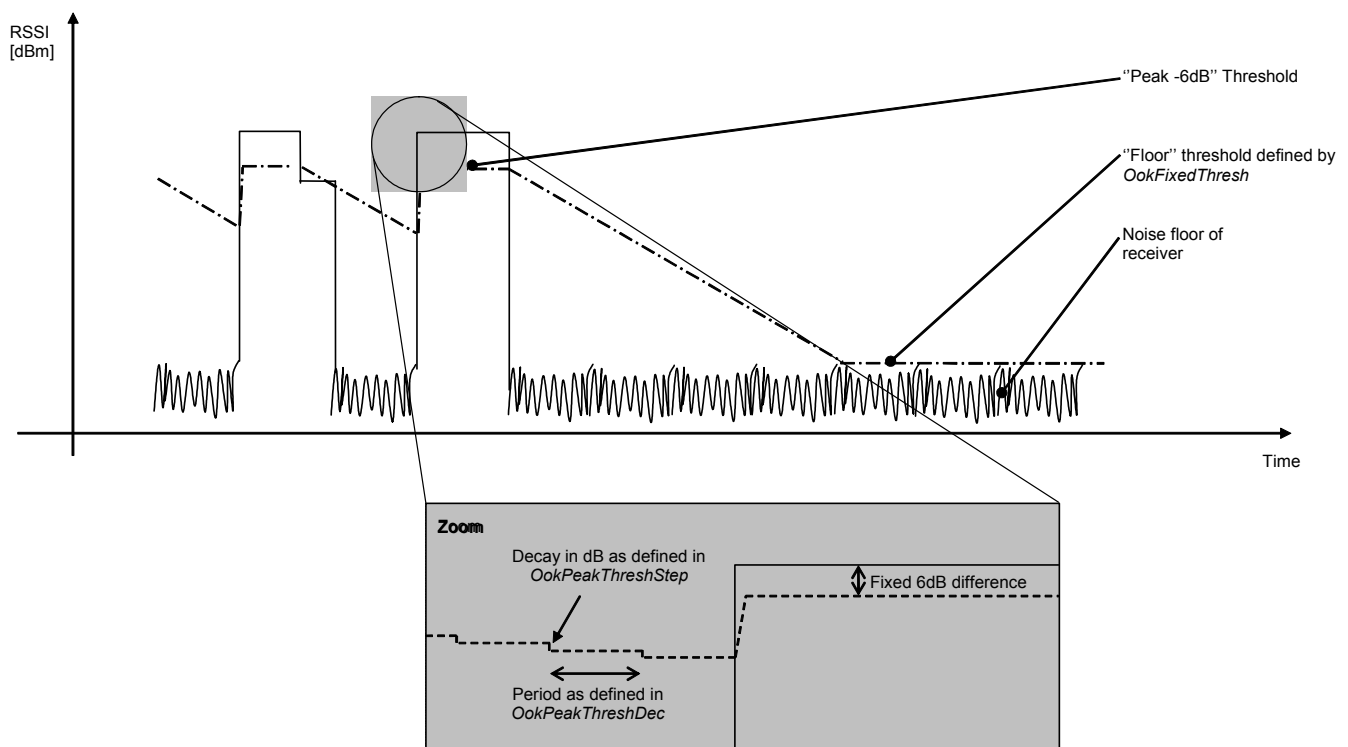 RSSI
[dBm]
‘’Peak -6dB’’ Threshold
‘’Floor’’ threshold defined by
OokFixedThresh
Noise floor of
receiver
Time
Zoom
Decay in dB as defined in
OokPeakThreshStep
Fixed 6dB difference
Period as defined in
OokPeakThreshDec